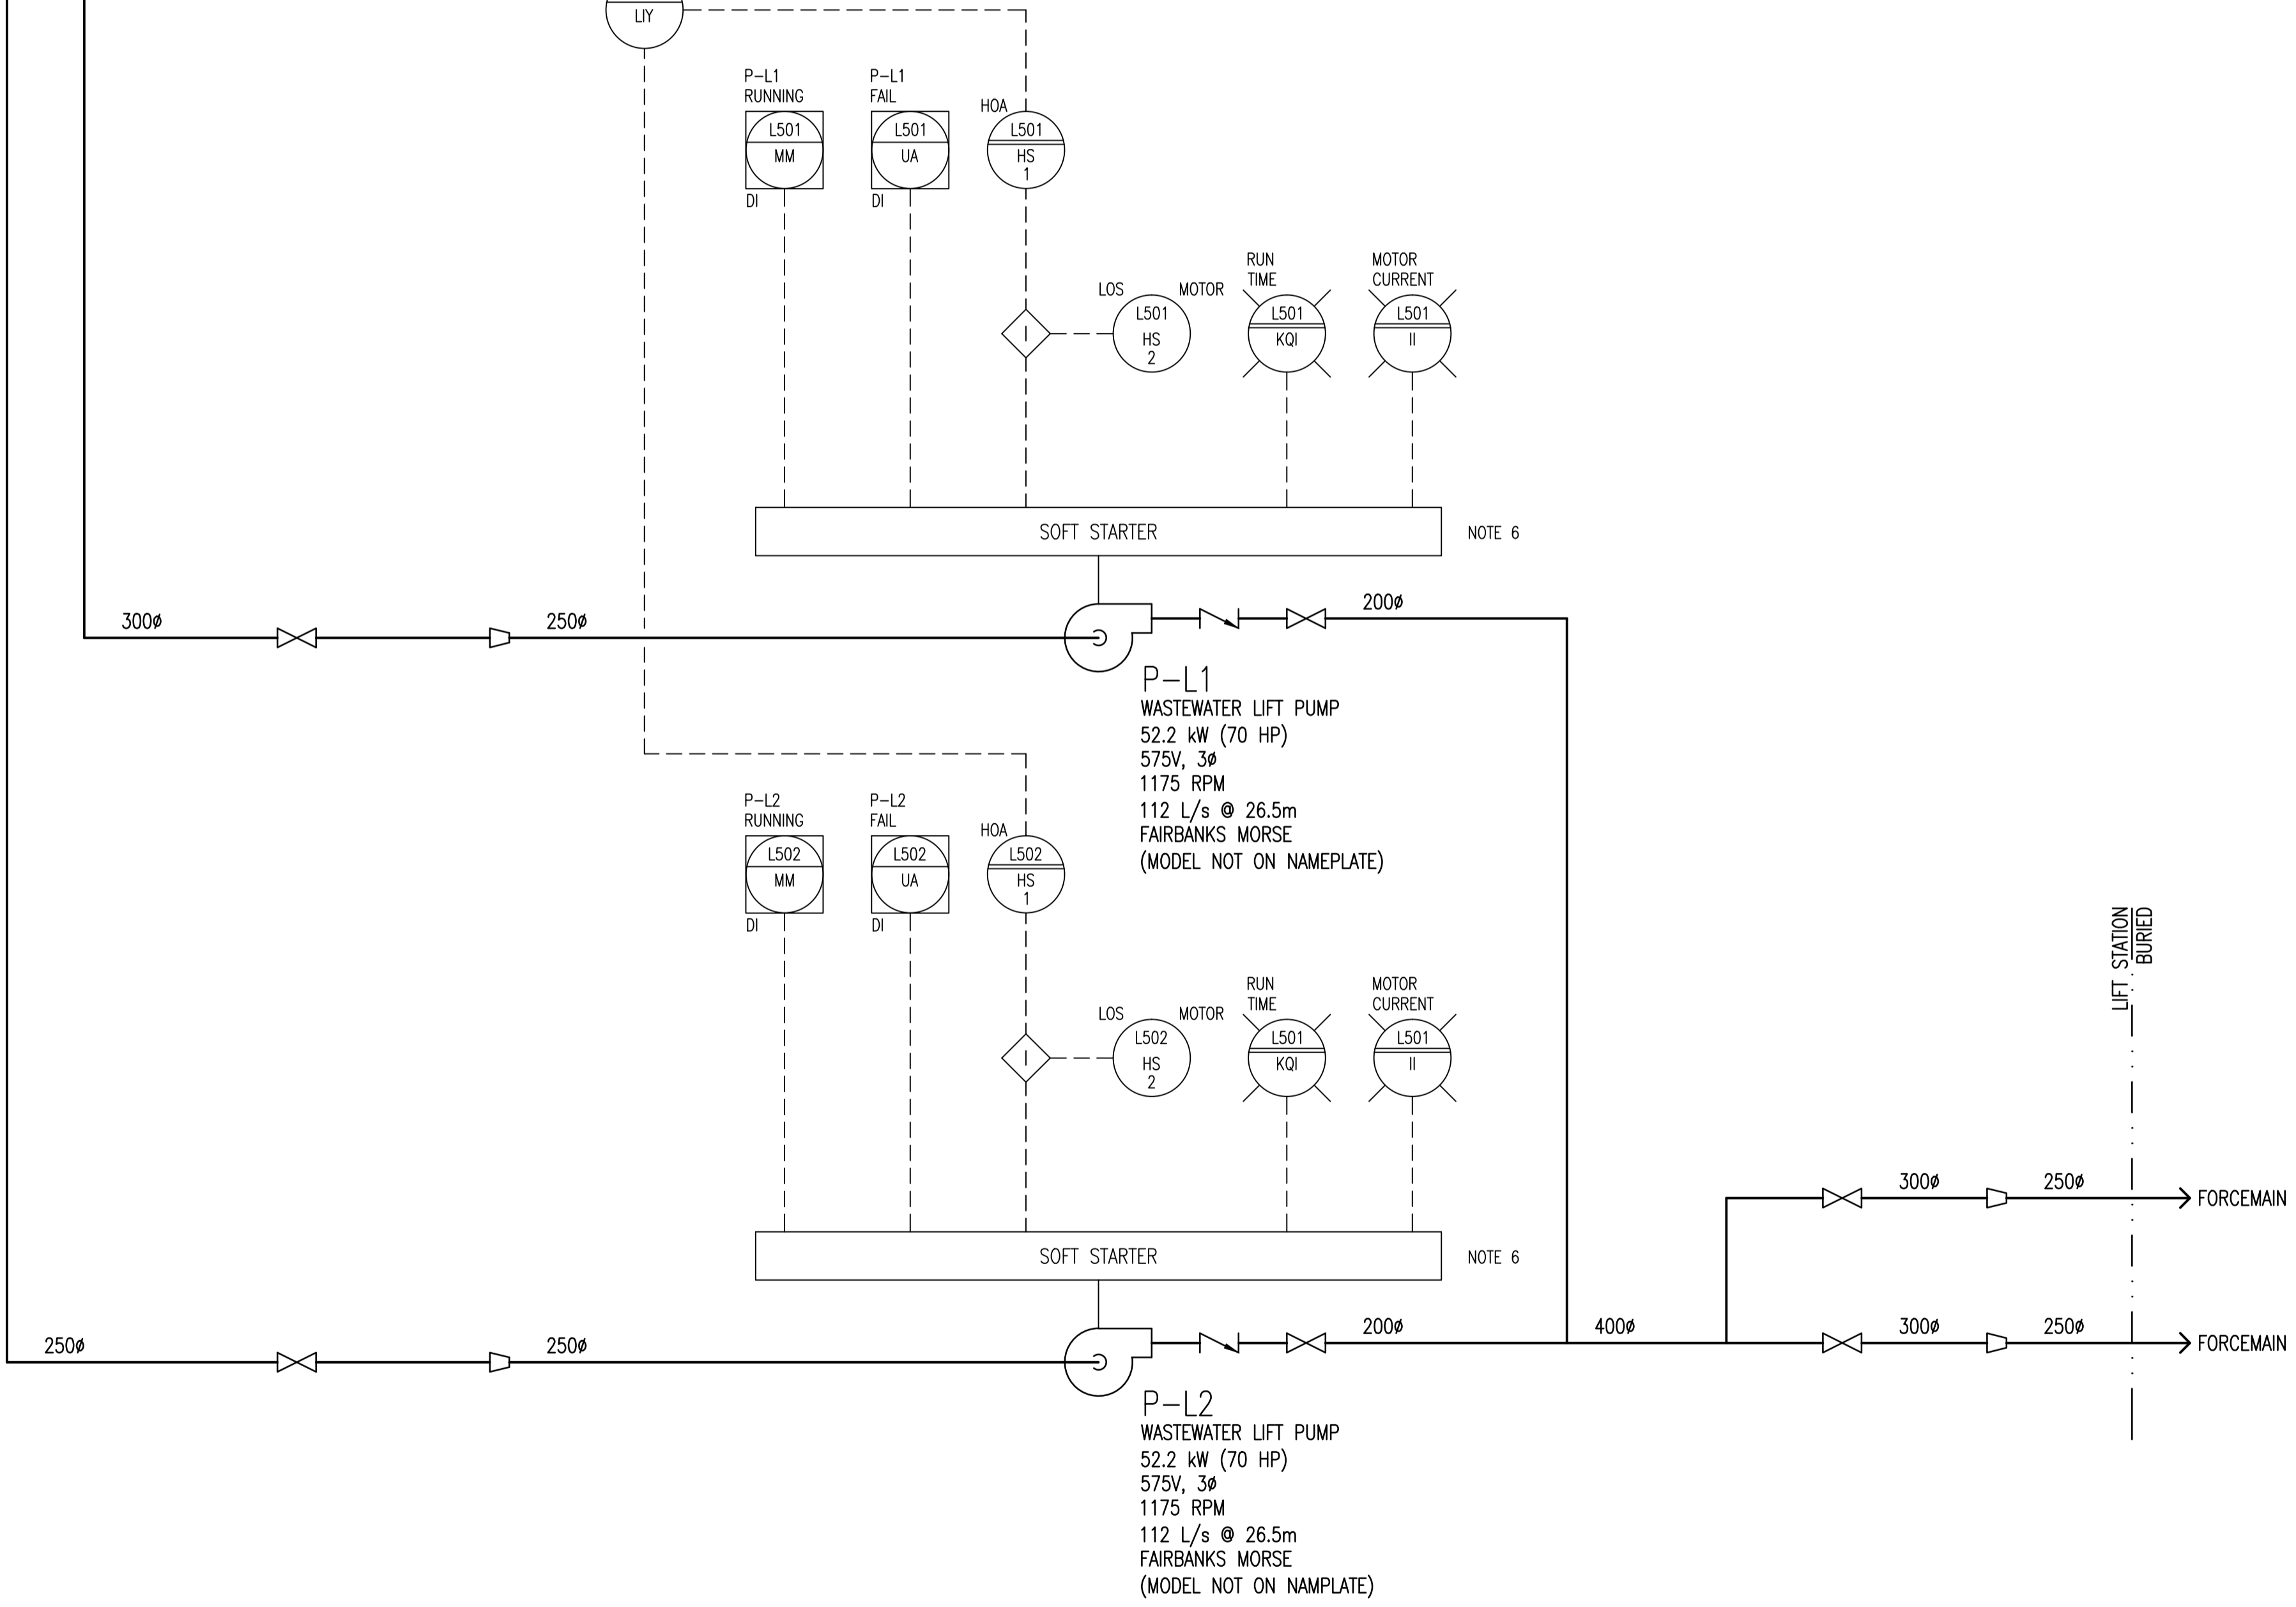 LIY
P-L1
RUNNING
L501
MM
DI
P-L1
FAIL
L501
UA
DI
HOA
L501
HS
1
LOS
L501
HS
2
MOTOR
RUN
TIME
L501
KQI
MOTOR
CURRENT
L501
II
SOFT STARTER
NOTE 6
300ø
250ø
200ø
P-L1
WASTEWATER LIFT PUMP
52.2 kW (70 HP)
575V, 3ø
1175 RPM
112 L/s @ 26.5m
FAIRBANKS MORSE
(MODEL NOT ON NAMEPLATE)
P-L2
RUNNING
L502
MM
DI
P-L2
FAIL
L502
UA
DI
HOA
L502
HS
1
LOS
L502
HS
2
MOTOR
RUN
TIME
L501
KQI
MOTOR
CURRENT
L501
II
LIFT STATION
BURIED
SOFT STARTER
NOTE 6
300ø
250ø
FORCEMAIN
250ø
250ø
200ø
400ø
300ø
250ø
FORCEMAIN
P-L2
WASTEWATER LIFT PUMP
52.2 kW (70 HP)
575V, 3ø
1175 RPM
112 L/s @ 26.5m
FAIRBANKS MORSE
(MODEL NOT ON NAMPLATE)